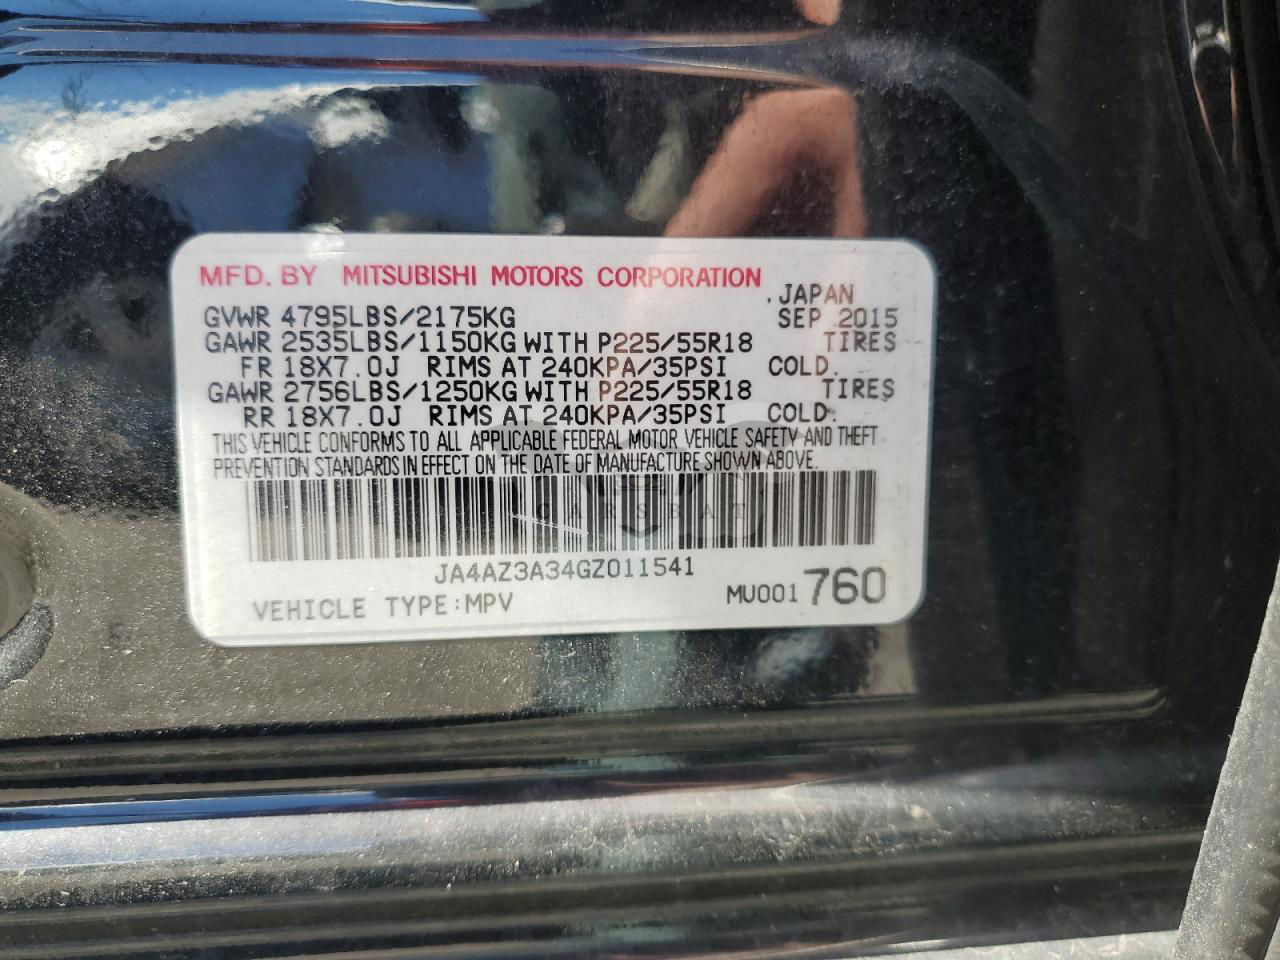 MFD. BY MITSUBISHI MOTORS CORPORATION
. JAPAN
GVWR 4795LBS/2175KG SEP 2015
GAWR 2535LBS/1150KG WITH P225/55R18 TIRES
FR 18X7.0J RIMS AT 240KPA/35PSI COLD.
GAWR 2756LBS/1250KG WITH P225/55R18 TIRES
RR 18X7.0J RIMS AT 240KPA/35PSI COLD.
THIS VEHICLE CONFORMS TO ALL APPLICABLE FEDERAL MOTOR VEHICLE SAFETY AND THEFT
PREVENTION STANDARDS IN EFFECT ON THE DATE OF MANUFACTURE SHOWN ABOVE.
CARSBAT
JA4AZ3A34GZ011541
VEHICLE TYPE:MPV MU001 760